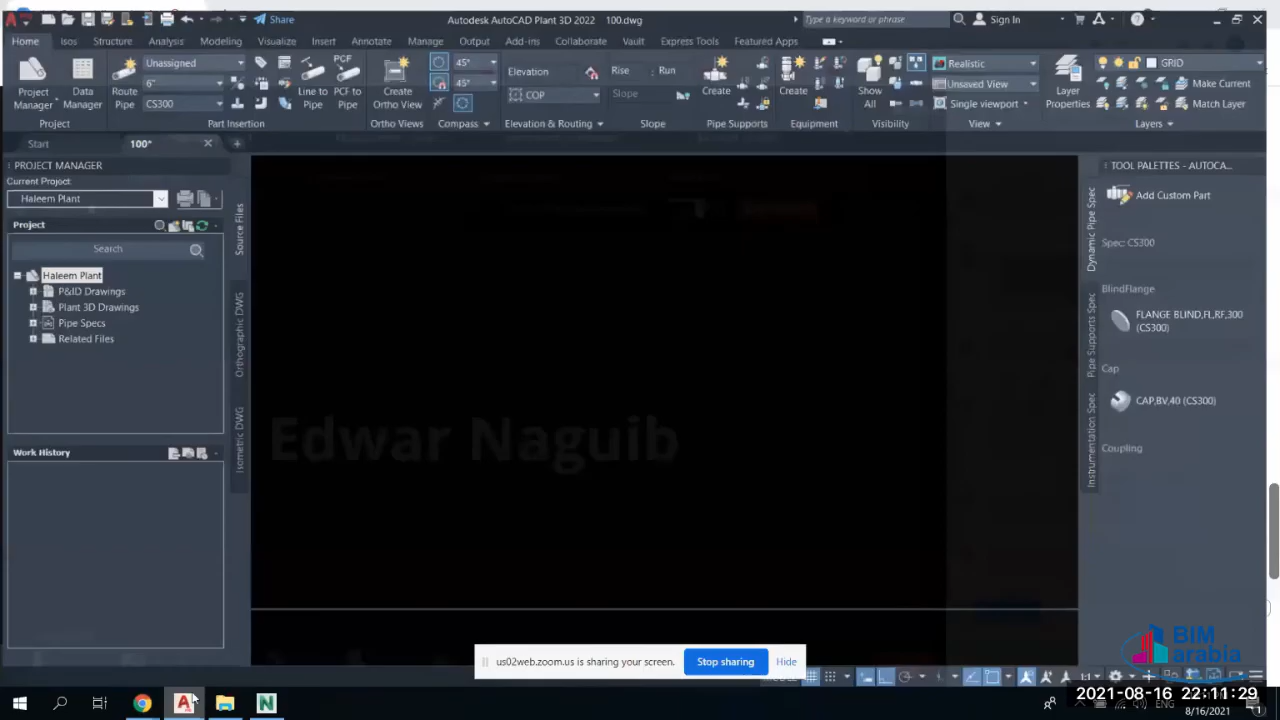 Share
Autodesk AutoCAD Plant 3D 2022 100.dwg
Type a keyword or phrase
Sign In
Home Isos Structure Analysis Modeling Visualize Insert Annotate Manage Output Add-ins Collaborate Vault Express Tools Featured Apps
Project Manager
Data Manager
Project
Route Pipe
Unassigned
6"
CS300
Line to Pipe
PCF to Pipe
Part Insertion
Create Ortho View
Ortho Views
45°
45°
Compass
Elevation
COP
Elevation & Routing
Rise : Run
Slope
Slope
Create
Pipe Supports
Create
Equipment
Show All
Visibility
Realistic
Unsaved View
Single viewport
View
Layer Properties
GRID
Make Current
Match Layer
Layers
Start
100*
PROJECT MANAGER
Current Project:
Haleem Plant
Project
Search
Haleem Plant
P&ID Drawings
Plant 3D Drawings
Pipe Specs
Related Files
Work History
Source Files
Orthographic DWG
Isometric DWG
Edwar Naguib
TOOL PALETTES - AUTOCA...
Add Custom Part
Spec: CS300
BlindFlange
FLANGE BLIND,FL,RF,300
(CS300)
Cap
CAP,BV,40 (CS300)
Coupling
Dynamic Pipe Spec
Pipe Supports Spec
Instrumentation Spec
us02web.zoom.us is sharing your screen.
Stop sharing
Hide
BIM
arabia
2021-08-16 22:11:29
ENG
8/16/2021